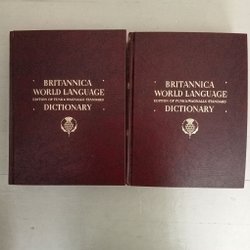 BRITANNICA
WORLD LANGUAGE
EDITION OF FUNK & WAGNALLS STANDARD
DICTIONARY
BRITANNICA
WORLD LANGUAGE
EDITION OF FUNK & WAGNALLS STANDARD
DICTIONARY